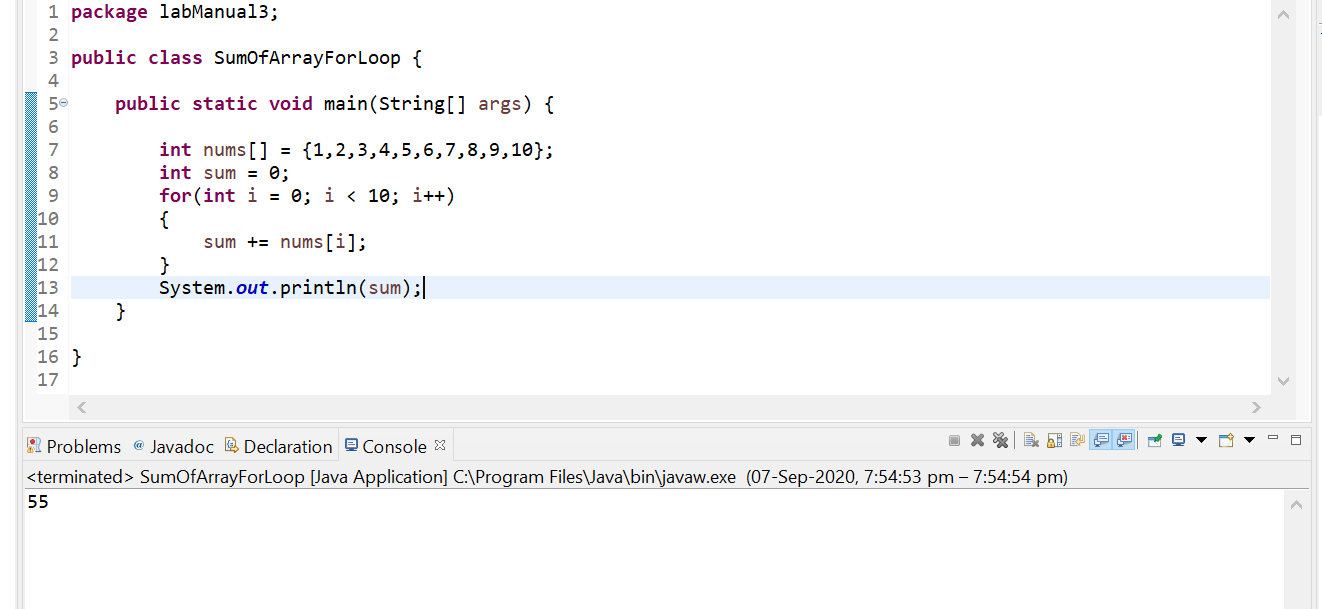 1 package labManual3;
2
3 public class SumOfArrayForLoop {
4
5     public static void main(String[] args) {
6
7         int nums[] = {1,2,3,4,5,6,7,8,9,10};
8         int sum = 0;
9         for(int i = 0; i < 10; i++)
10         {
11             sum += nums[i];
12         }
13         System.out.println(sum);
14     }
15
16 }
17
Problems @ Javadoc Declaration Console
<terminated> SumOfArrayForLoop [Java Application] C:\Program Files\Java\bin\javaw.exe (07-Sep-2020, 7:54:53 pm – 7:54:54 pm)
55